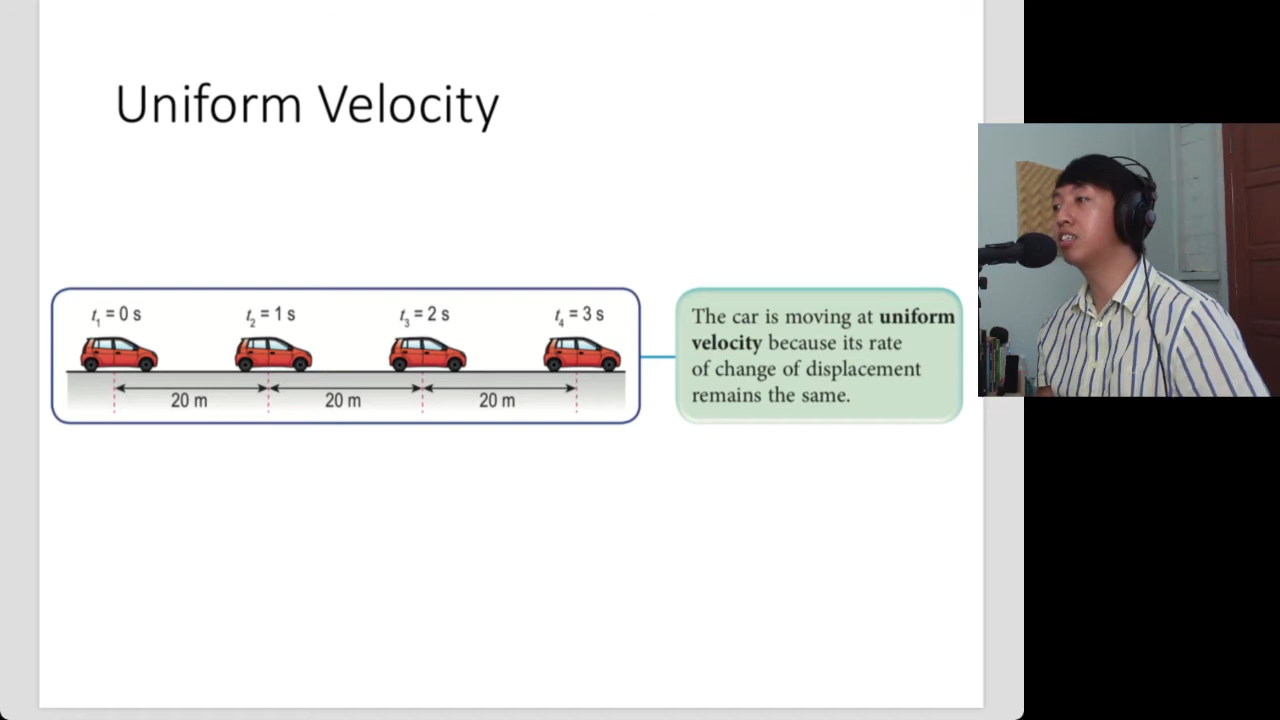 Uniform Velocity
t₁ = 0 s t₂ = 1 s t₃ = 2 s t₄ = 3 s
20 m 20 m 20 m
The car is moving at uniform
velocity because its rate
of change of displacement
remains the same.